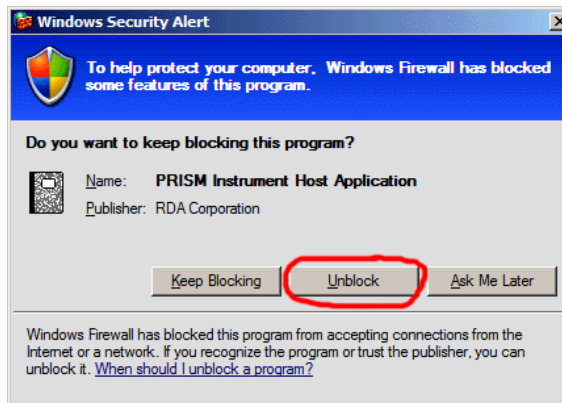 Windows Security Alert
To help protect your computer, Windows Firewall has blocked
some features of this program.
Do you want to keep blocking this program?
Name: PRISM Instrument Host Application
Publisher: RDA Corporation
Keep Blocking Unblock Ask Me Later
Windows Firewall has blocked this program from accepting connections from the
Internet or a network. If you recognize the program or trust the publisher, you can
unblock it. When should I unblock a program?